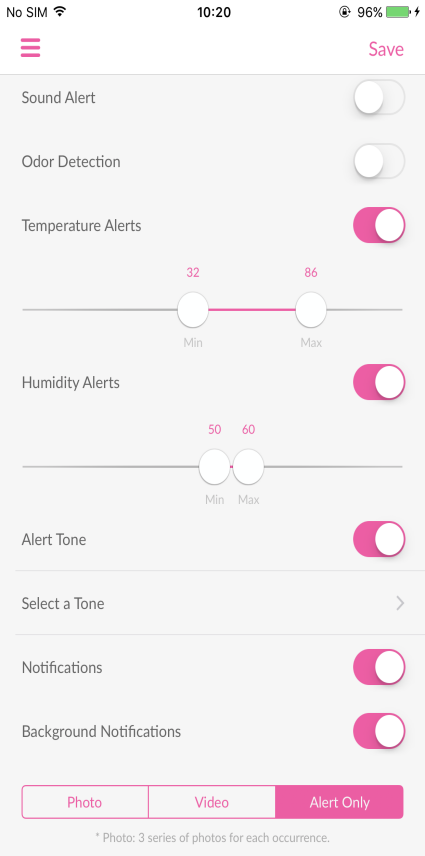 No SIM 10:20 96%
Save
Sound Alert
Odor Detection
Temperature Alerts
32 86
Min Max
Humidity Alerts
50 60
Min Max
Alert Tone
Select a Tone
Notifications
Background Notifications
Photo Video Alert Only
* Photo: 3 series of photos for each occurrence.